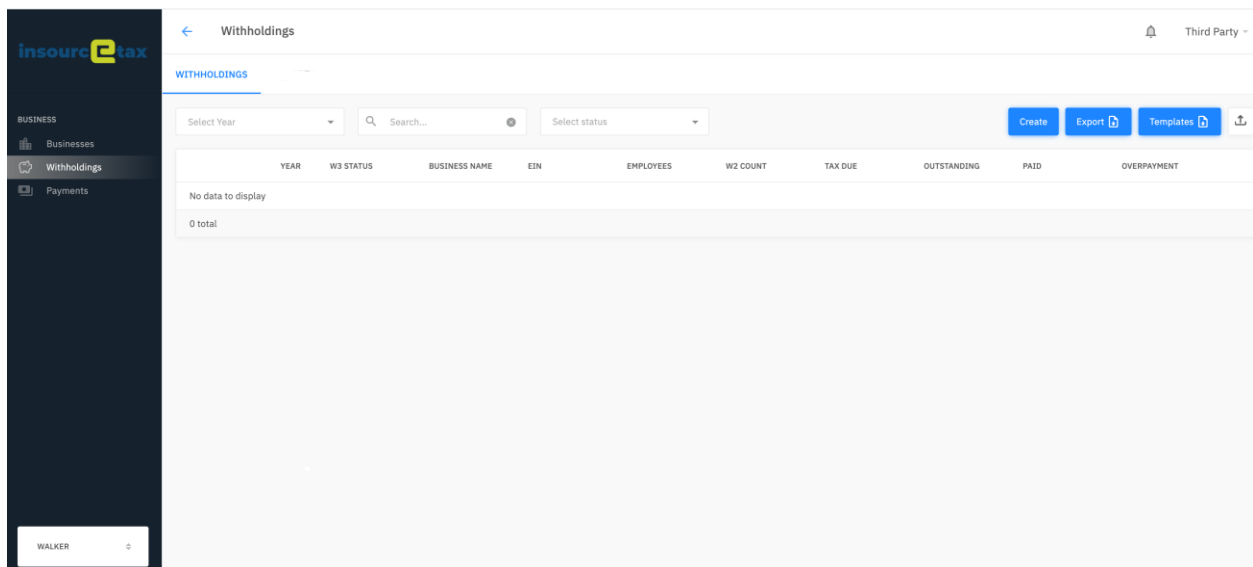 insourcetax
Withholdings
Third Party
WITHHOLDINGS
BUSINESS
Businesses
Withholdings
Payments
Select Year
Search...
Select status
Create
Export
Templates
YEAR W3 STATUS BUSINESS NAME EIN EMPLOYEES W2 COUNT TAX DUE OUTSTANDING PAID OVERPAYMENT
No data to display
0 total
WALKER